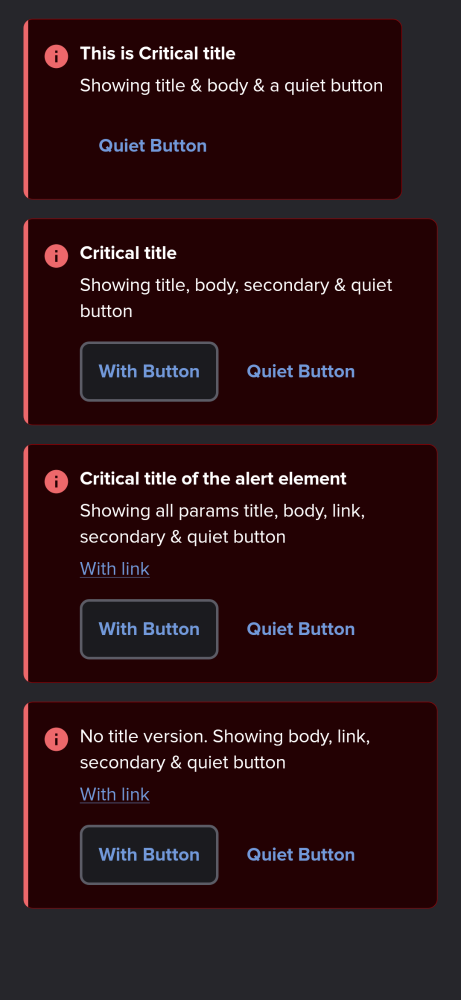 This is Critical title
Showing title & body & a quiet button
Quiet Button
Critical title
Showing title, body, secondary & quiet
button
With Button
Quiet Button
Critical title of the alert element
Showing all params title, body, link,
secondary & quiet button
With link
With Button
Quiet Button
No title version. Showing body, link,
secondary & quiet button
With link
With Button
Quiet Button